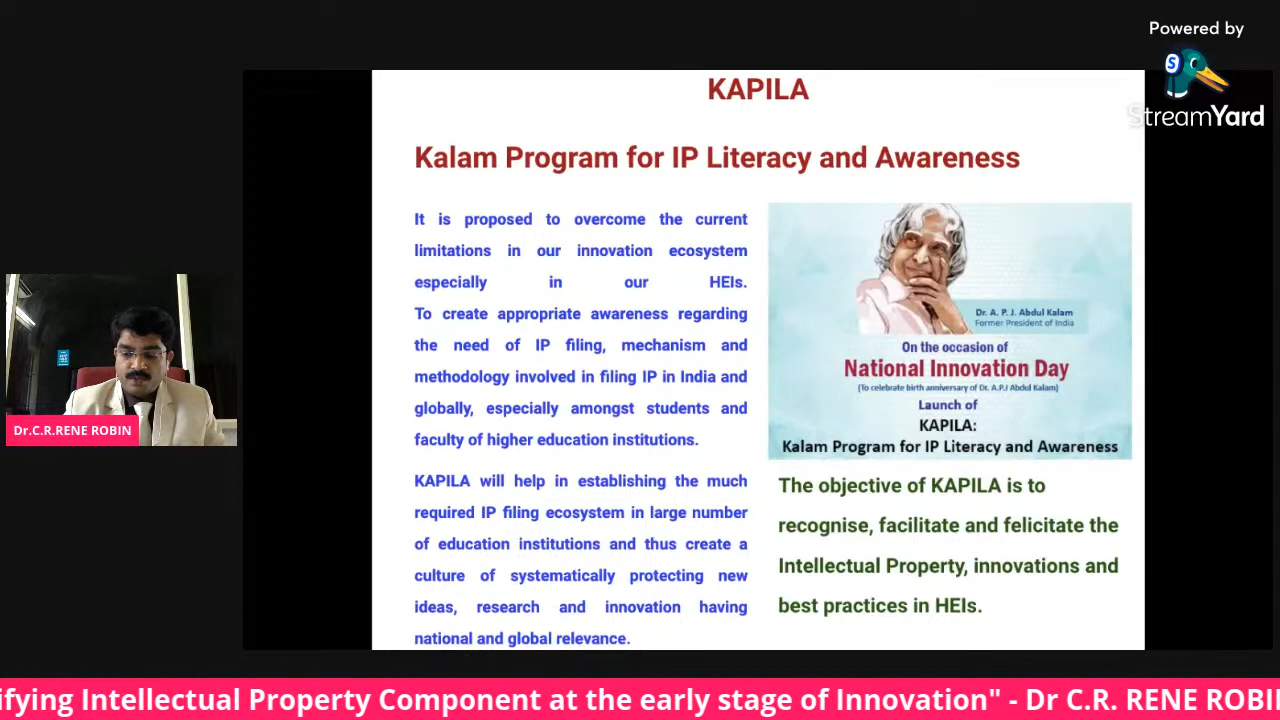 Powered by
StreamYard
KAPILA
Kalam Program for IP Literacy and Awareness
It is proposed to overcome the current
limitations in our innovation ecosystem
especially in our HEIs.
To create appropriate awareness regarding
the need of IP filing, mechanism and
methodology involved in filing IP in India and
globally, especially amongst students and
faculty of higher education institutions.
KAPILA will help in establishing the much
required IP filing ecosystem in large number
of education institutions and thus create a
culture of systematically protecting new
ideas, research and innovation having
national and global relevance.
Dr. A. P. J. Abdul Kalam
Former President of India
On the occasion of
National Innovation Day
(To celebrate birth anniversary of Dr. A.P.J Abdul Kalam)
Launch of
KAPILA:
Kalam Program for IP Literacy and Awareness
The objective of KAPILA is to
recognise, facilitate and felicitate the
Intellectual Property, innovations and
best practices in HEIs.
Dr.C.R.RENE ROBIN
ifying Intellectual Property Component at the early stage of Innovation" - Dr C.R. RENE ROBI